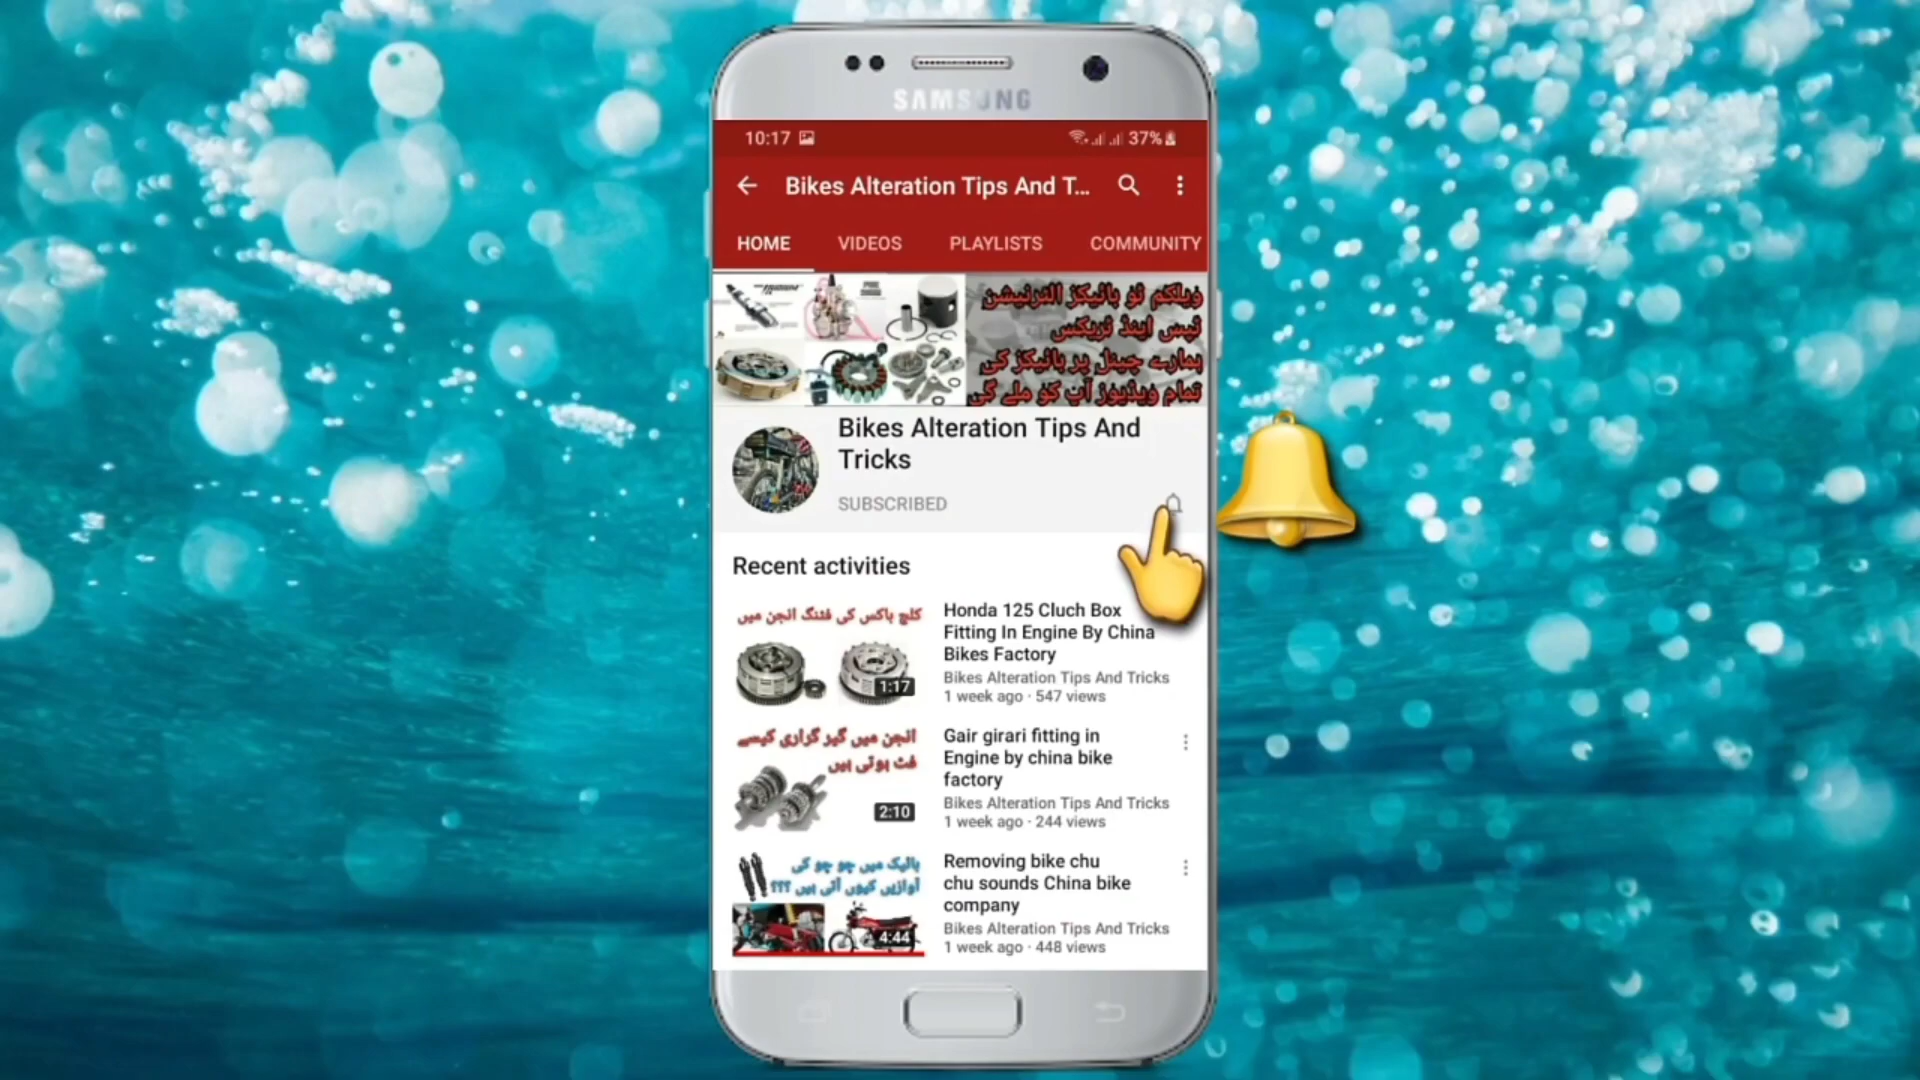 SAMSUNG
10:17
37%
Bikes Alteration Tips And T...
HOME VIDEOS PLAYLISTS COMMUNITY
ویلکم ٹو بائیکز الٹرنیشن
ٹپس اینڈ ٹریکس
ہمارے چینل پر بائیکز کی
تمام ویڈیوز آپ کو ملے گی
Bikes Alteration Tips And
Tricks
SUBSCRIBED
Recent activities
کلچ باکس کی فٹنگ انجن میں
1:17
Honda 125 Cluch Box
Fitting In Engine By China
Bikes Factory
Bikes Alteration Tips And Tricks
1 week ago · 547 views
انجن میں گیر گراری کیسے
فٹ ہوتی ہیں
2:10
Gair girari fitting in
Engine by china bike
factory
Bikes Alteration Tips And Tricks
1 week ago · 244 views
بائیک میں چو چو کی
آوازیں کیوں آتی ہیں ؟؟؟
4:44
Removing bike chu
chu sounds China bike
company
Bikes Alteration Tips And Tricks
1 week ago · 448 views